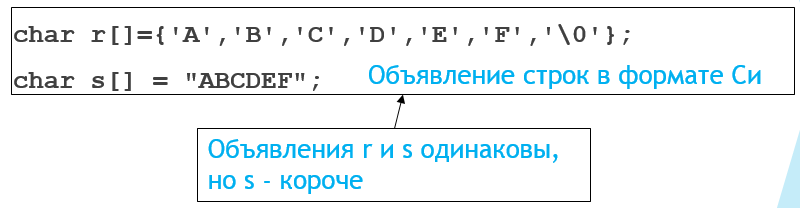 char r[]={'A','B','C','D','E','F','\0'};
char s[] = "ABCDEF"; Объявление строк в формате Си
Объявления r и s одинаковы,
но s - короче